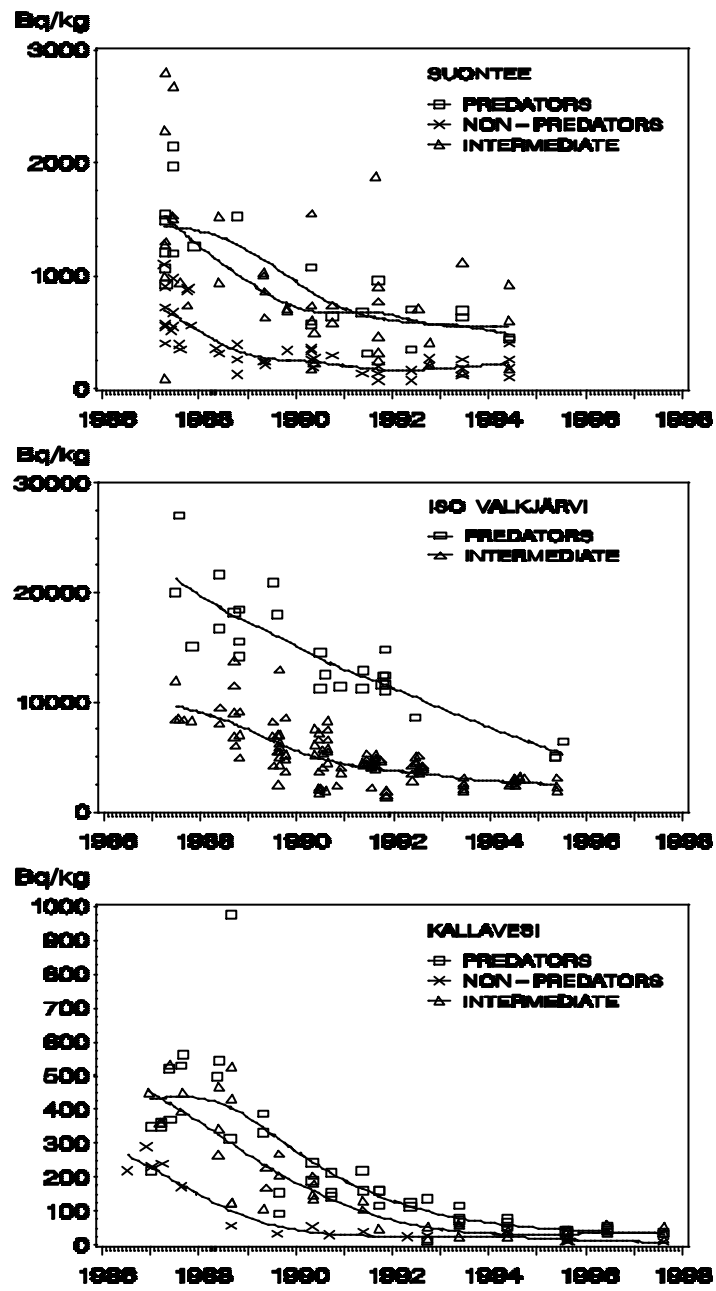 Bq/kg
3000
SUONTEE
PREDATORS
NON-PREDATORS
INTERMEDIATE
2000
1000
0
1986 1988 1990 1992 1994 1996 1998
Bq/kg
30000
ISO VALKJÄRVI
PREDATORS
INTERMEDIATE
20000
10000
0
1986 1988 1990 1992 1994 1996 1998
Bq/kg
1000
KALLAVESI
900
PREDATORS
800
NON-PREDATORS
INTERMEDIATE
700
600
500
400
300
200
100
0
1986 1988 1990 1992 1994 1996 1998